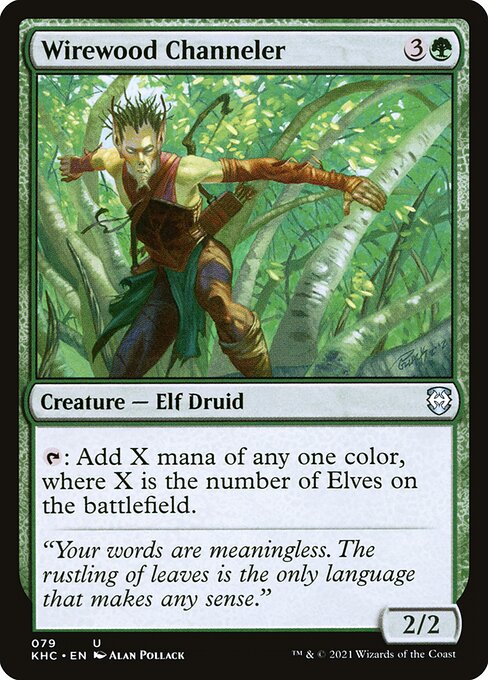 Wirewood Channeler 3
Creature — Elf Druid
: Add X mana of any one color,
where X is the number of Elves on
the battlefield.
“Your words are meaningless. The
rustling of leaves is the only language
that makes any sense.”
2/2
079 U
KHC • EN ALAN POLLACK
™ & © 2021 Wizards of the Coast